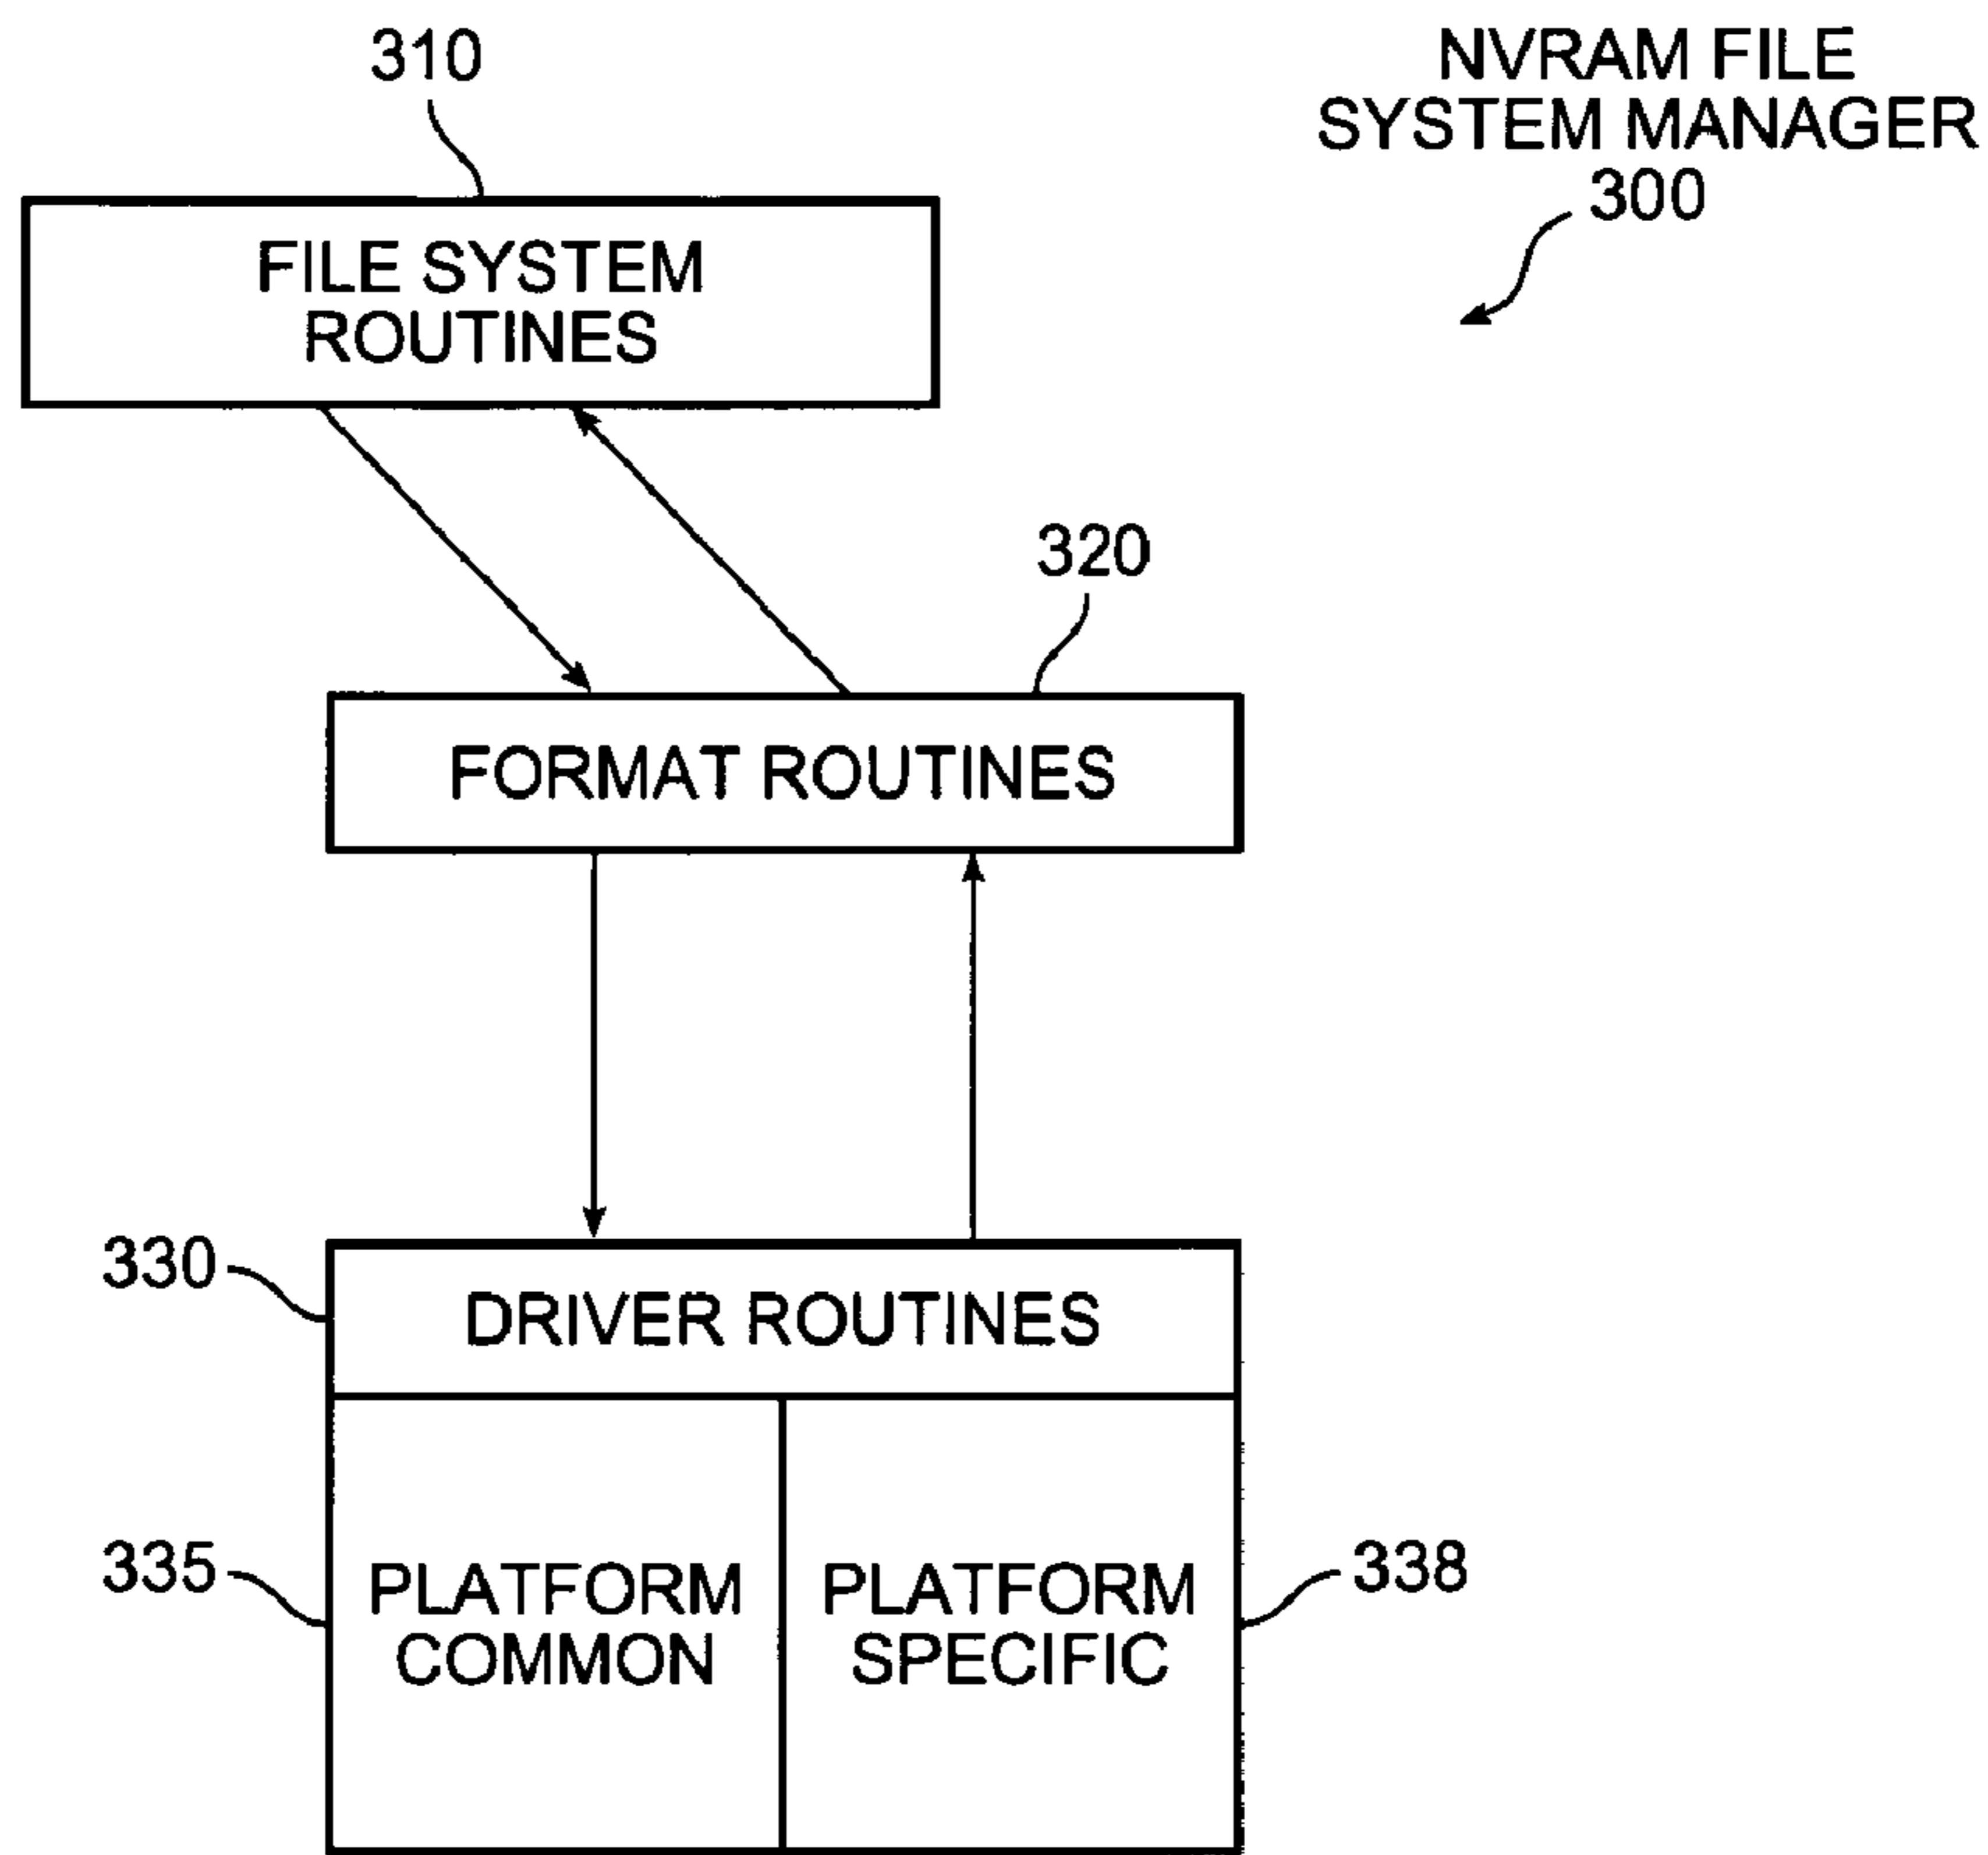 310
NVRAM FILE
SYSTEM MANAGER
300
FILE SYSTEM
ROUTINES
320
FORMAT ROUTINES
330
DRIVER ROUTINES
335
PLATFORM
COMMON
PLATFORM
SPECIFIC
338